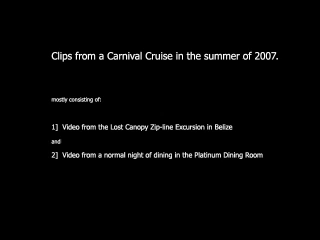 Clips from a Carnival Cruise in the summer of 2007.
mostly consisting of:
1] Video from the Lost Canopy Zip-line Excursion in Belize
and
2] Video from a normal night of dining in the Platinum Dining Room